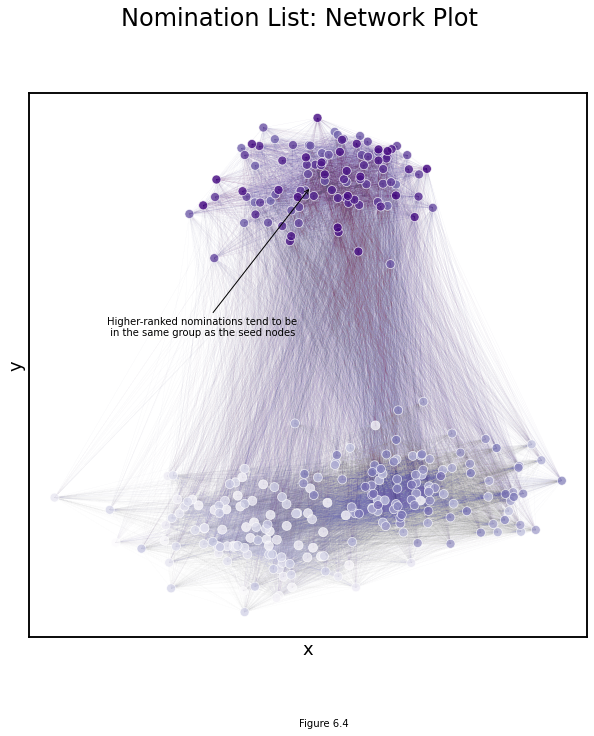 Nomination List: Network Plot
Higher-ranked nominations tend to be
in the same group as the seed nodes
y
x
Figure 6.4